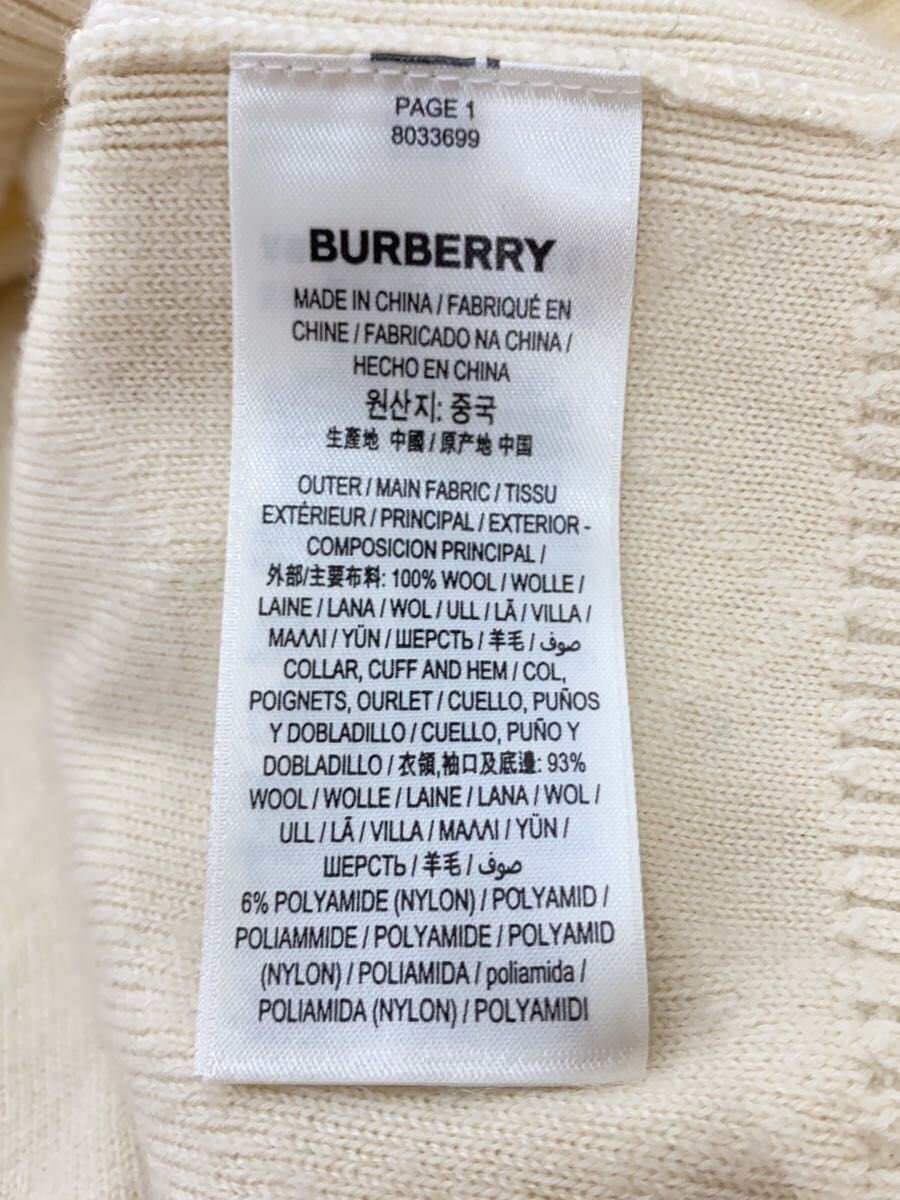 PAGE 1
8033699
BURBERRY
MADE IN CHINA / FABRIQUÉ EN
CHINE / FABRICADO NA CHINA /
HECHO EN CHINA
원산지: 중국
生產地 中國 / 原产地 中国
OUTER / MAIN FABRIC / TISSU
EXTÉRIEUR / PRINCIPAL / EXTERIOR -
COMPOSICION PRINCIPAL /
外部/主要布料: 100% WOOL / WOLLE /
LAINE / LANA / WOL / ULL / LÃ / VILLA /
ΜΑΛΛΙ / YÜN / ШЕРСТЬ / 羊毛 / صوف /
COLLAR, CUFF AND HEM / COL,
POIGNETS, OURLET / CUELLO, PUÑOS
Y DOBLADILLO / CUELLO, PUÑO Y
DOBLADILLO / 衣領,袖口及底邊: 93%
WOOL / WOLLE / LAINE / LANA / WOL /
ULL / LÃ / VILLA / ΜΑΛΛΙ / YÜN /
ШЕРСТЬ / 羊毛 / صوف /
6% POLYAMIDE (NYLON) / POLYAMID /
POLIAMMIDE / POLYAMIDE / POLYAMID
(NYLON) / POLIAMIDA / poliamida /
POLIAMIDA (NYLON) / POLYAMIDI